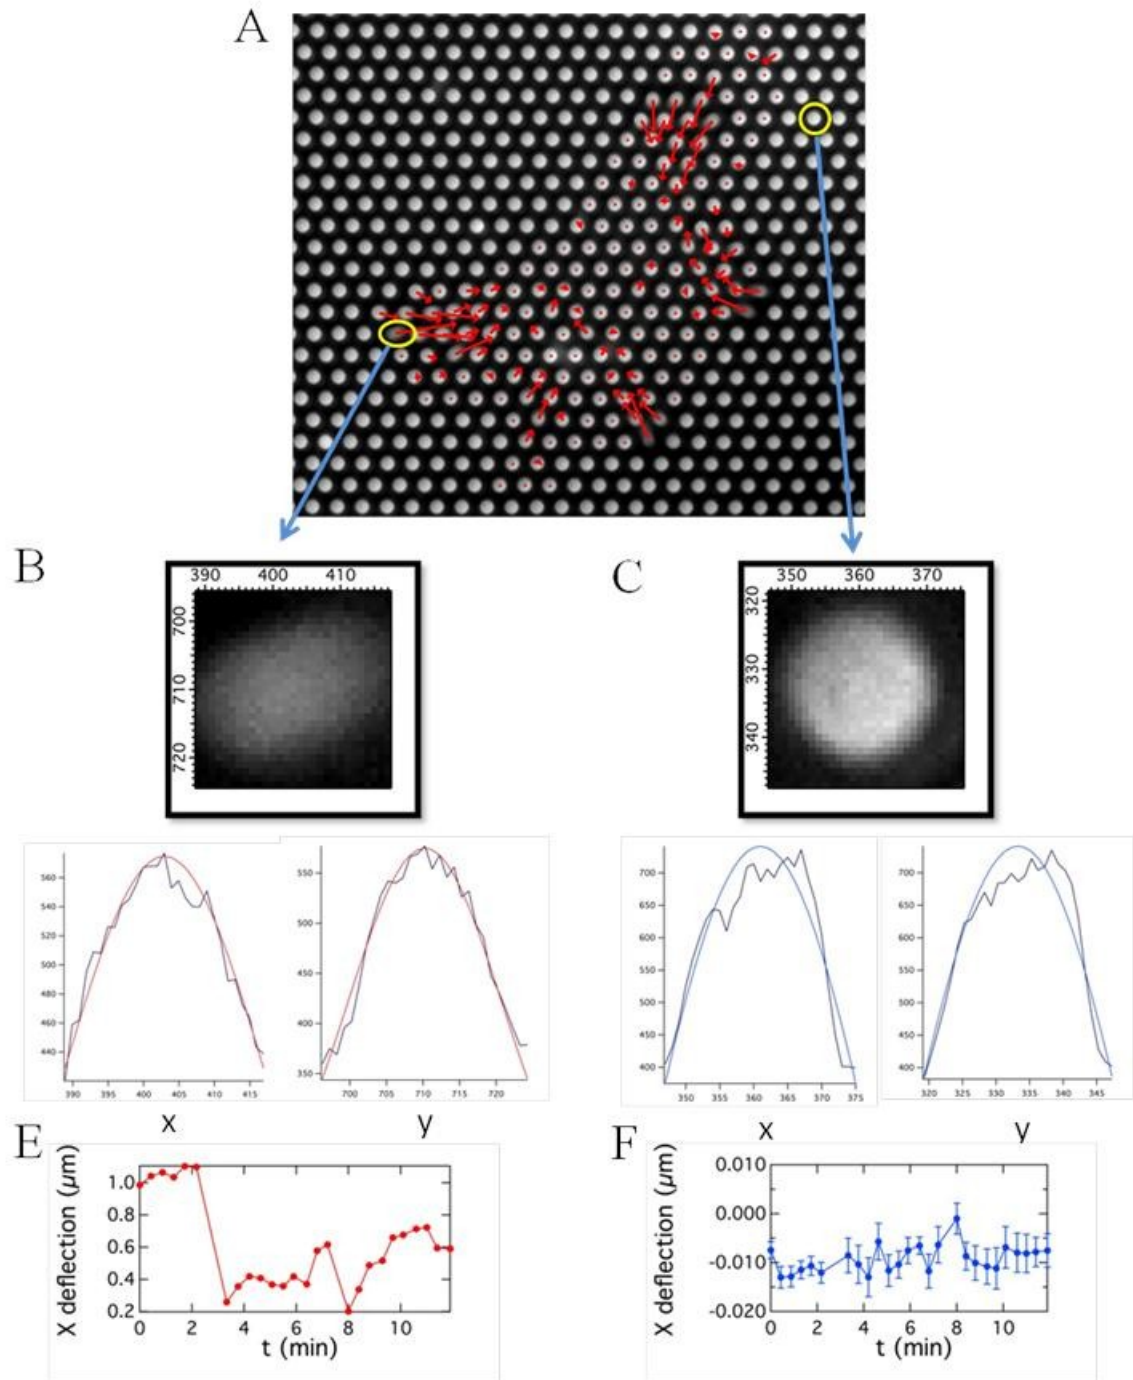 A
B
390 400 410
700
710
720
C
350 360 370
320
330
340
560
540
520
500
480
460
440
390 395 400 405 410 415
x
550
500
450
400
350
700 705 710 715 720
y
700
650
600
550
500
450
400
350 355 360 365 370 375
x
700
650
600
550
500
450
400
320 325 330 335 340 345
y
E
X deflection (µm)
1.0
0.8
0.6
0.4
0.2
0 2 4 6 8 10
t (min)
F
X deflection (µm)
0.010
0.000
-0.010
-0.020
0 2 4 6 8 10
t (min)